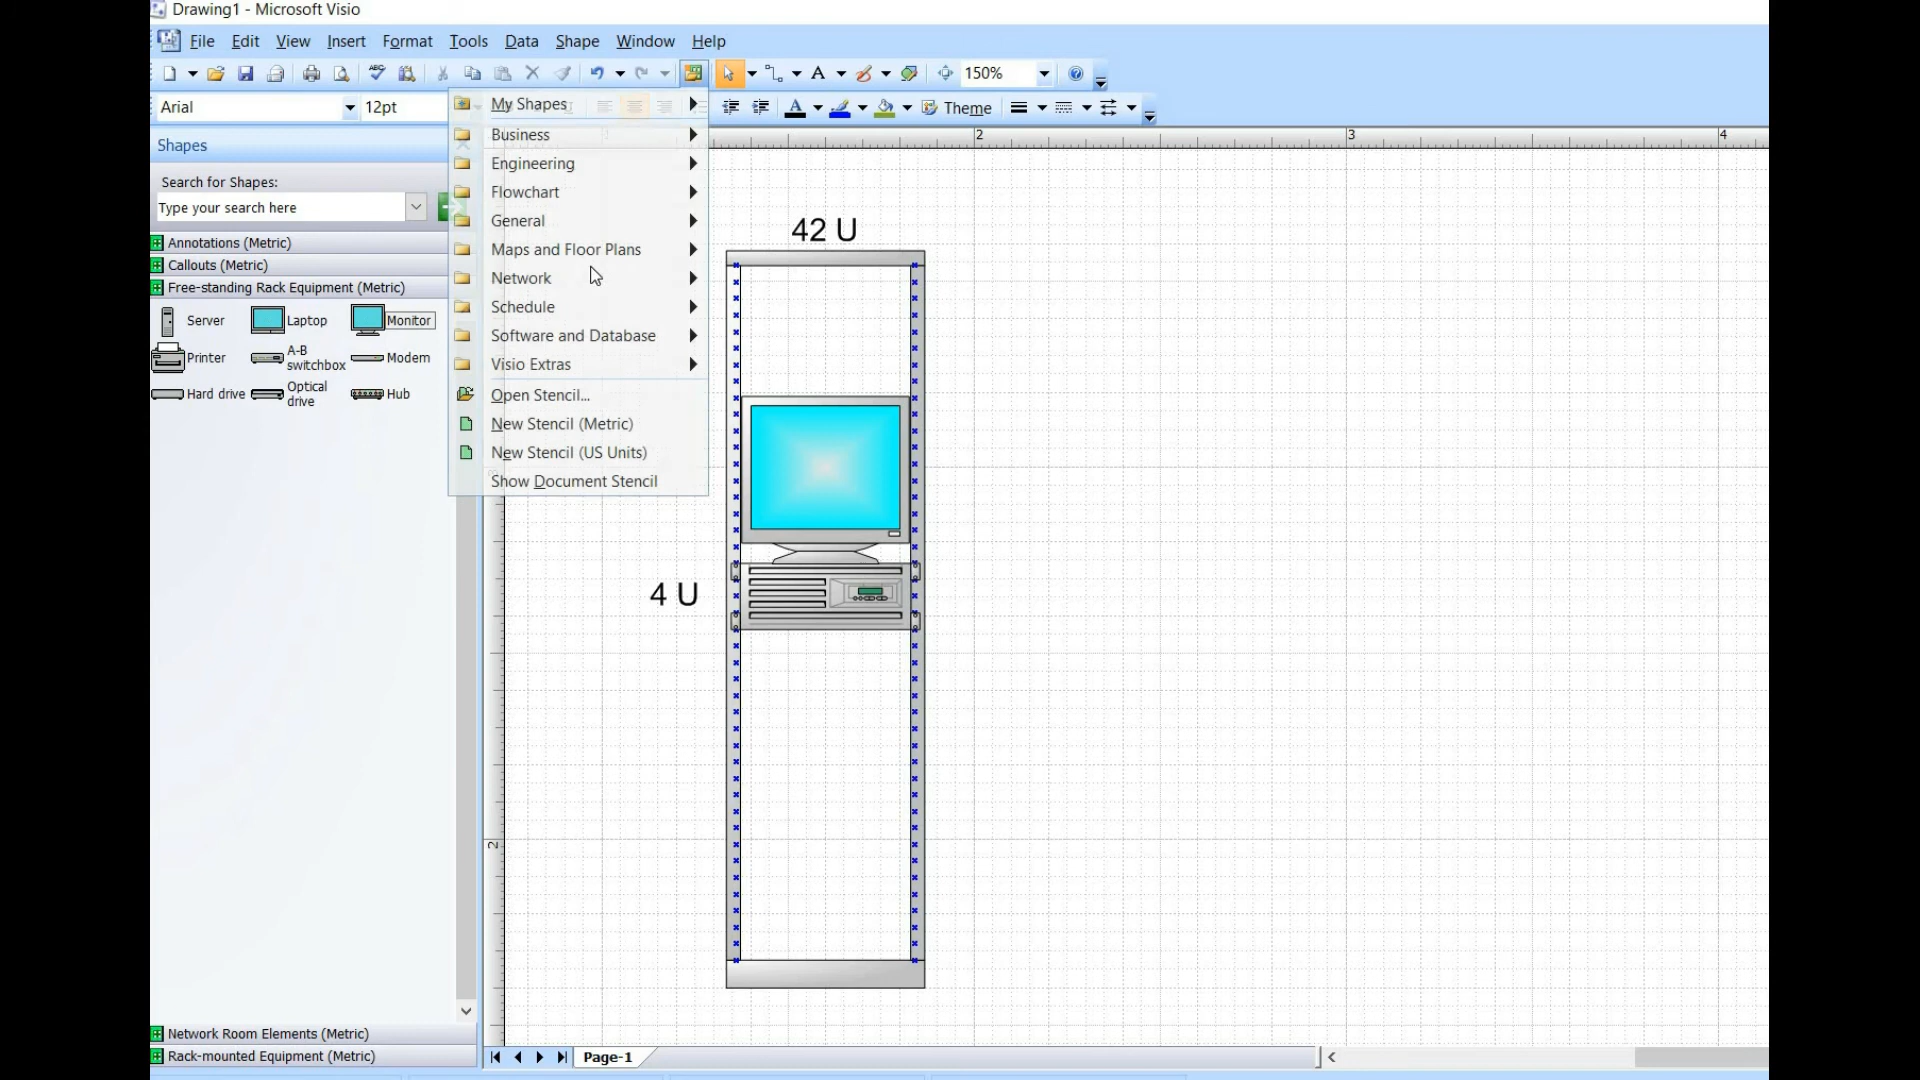 Drawing1 - Microsoft Visio
File Edit View Insert Format Tools Data Shape Window Help
150%
Arial 12pt Theme
Shapes
Search for Shapes:
Type your search here
Annotations (Metric)
Callouts (Metric)
Free-standing Rack Equipment (Metric)
Server Laptop Monitor
Printer A-B switchbox Modem
Hard drive Optical drive Hub
Network Room Elements (Metric)
Rack-mounted Equipment (Metric)
My Shapes
Business
Engineering
Flowchart
General
Maps and Floor Plans
Network
Schedule
Software and Database
Visio Extras
Open Stencil...
New Stencil (Metric)
New Stencil (US Units)
Show Document Stencil
2 3 4
42 U
4 U
2
Page-1